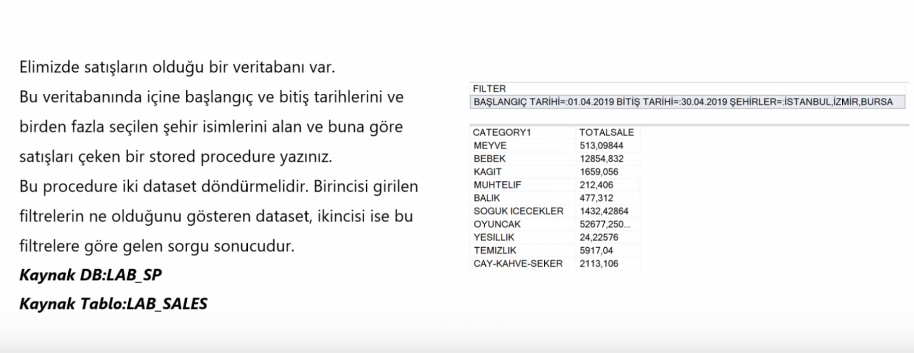 Elimizde satışların olduğu bir veritabanı var.
Bu veritabanında içine başlangıç ve bitiş tarihlerini ve
birden fazla seçilen şehir isimlerini alan ve buna göre
satışları çeken bir stored procedure yazınız.
Bu procedure iki dataset döndürmelidir. Birincisi girilen
filtrelerin ne olduğunu gösteren dataset, ikincisi ise bu
filtrelere göre gelen sorgu sonucudur.
Kaynak DB:LAB_SP
Kaynak Tablo:LAB_SALES
FILTER
BAŞLANGIÇ TARİHİ=:01.04.2019 BİTİŞ TARİHİ=:30.04.2019 ŞEHİRLER=:İSTANBUL,İZMİR,BURSA
CATEGORY1 TOTALSALE
MEYVE 513,09844
BEBEK 12854,832
KAGIT 1659,056
MUHTELIF 212,406
BALIK 477,312
SOGUK ICECEKLER 1432,42864
OYUNCAK 52677,250...
YESILLIK 24,22576
TEMIZLIK 5917,04
CAY-KAHVE-SEKER 2113,106